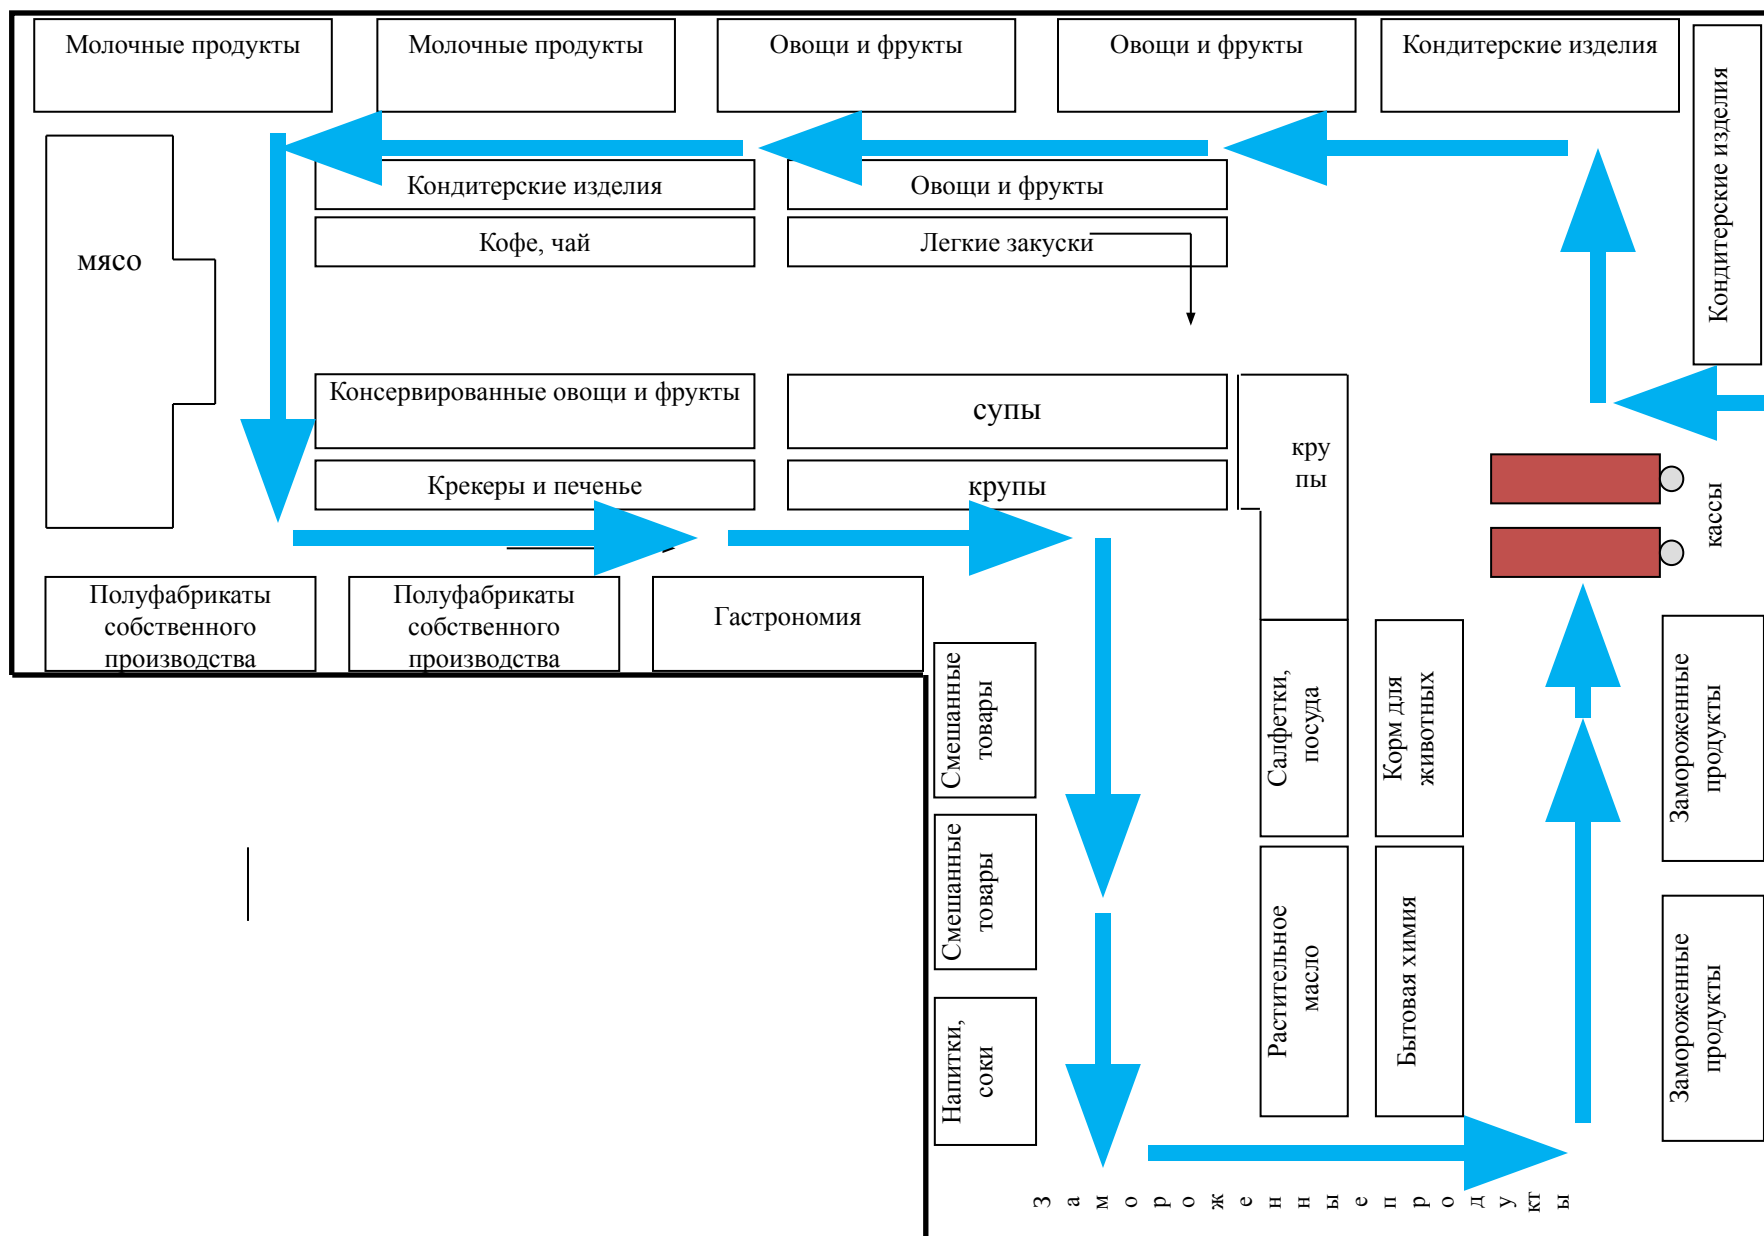 Молочные продукты
Молочные продукты
Овощи и фрукты
Овощи и фрукты
Кондитерские изделия
Кондитерские изделия
мясо
Кондитерские изделия
Овощи и фрукты
Кофе, чай
Легкие закуски
Консервированные овощи и фрукты
супы
кру
пы
Крекеры и печенье
крупы
кассы
Полуфабрикаты
собственного
производства
Полуфабрикаты
собственного
производства
Гастрономия
Смешанные
товары
Салфетки,
посуда
Корм для
животных
Замороженные
продукты
Смешанные
товары
Растительное
масло
Бытовая химия
Замороженные
продукты
Напитки,
соки
Замороженные продукты